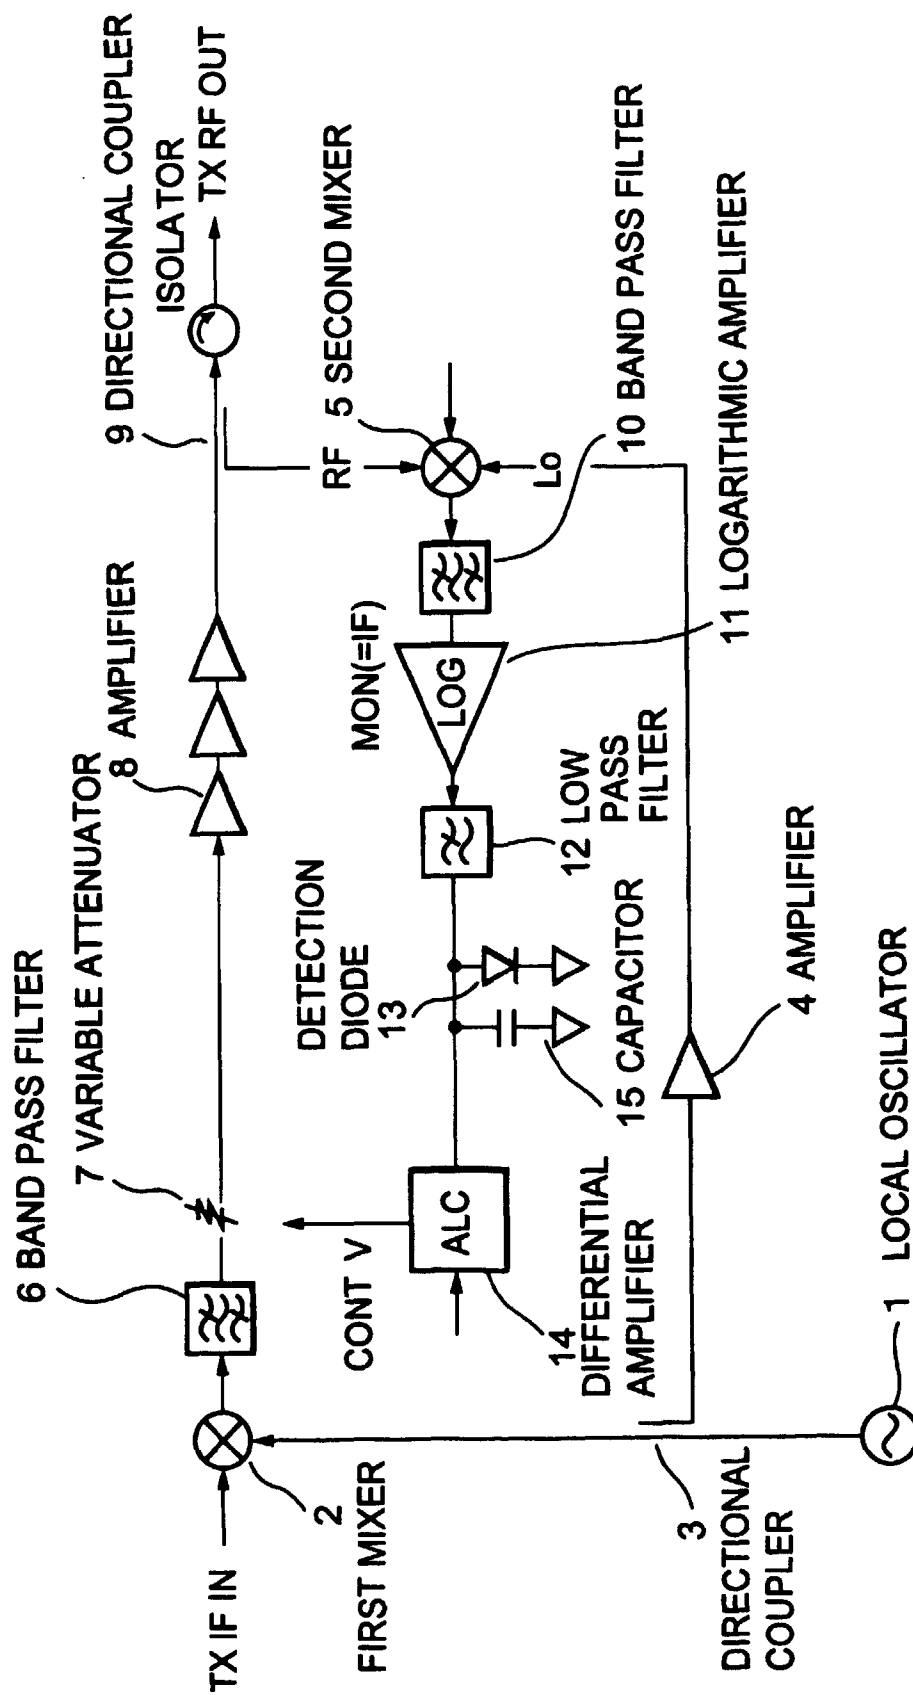 TX IF IN
2
FIRST MIXER
6 BAND PASS FILTER
7 VARIABLE ATTENUATOR
8 AMPLIFIER
9 DIRECTIONAL COUPLER
ISOLATOR
TX RF OUT
RF
5 SECOND MIXER
Lo
10 BAND PASS FILTER
MON(=IF)
LOG
11 LOGARITHMIC AMPLIFIER
12 LOW
PASS
FILTER
DETECTION
DIODE
13
15 CAPACITOR
CONT V
ALC
14
DIFFERENTIAL
AMPLIFIER
4 AMPLIFIER
3
DIRECTIONAL
COUPLER
1 LOCAL OSCILLATOR